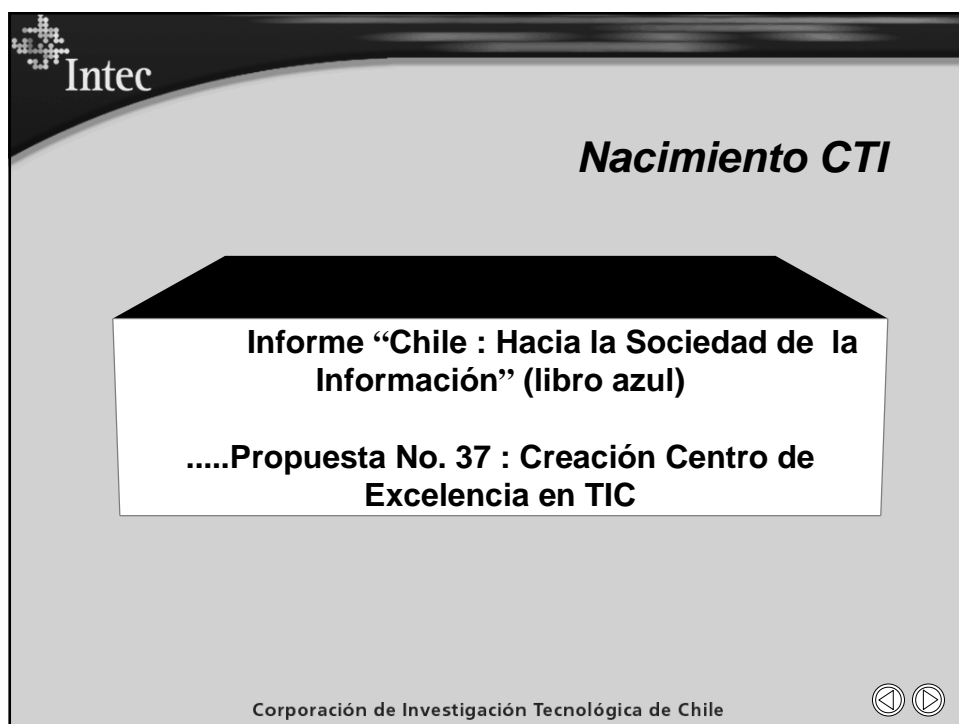 Intec
Nacimiento CTI
Informe “Chile : Hacia la Sociedad de la
Información” (libro azul)
.....Propuesta No. 37 : Creación Centro de
Excelencia en TIC
Corporación de Investigación Tecnológica de Chile